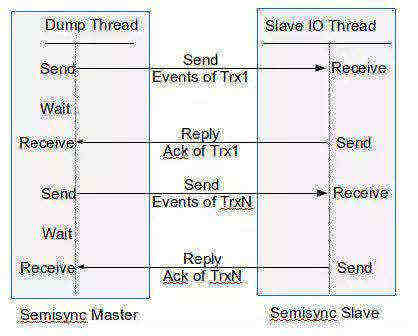 Dump Thread
Slave IO Thread
Send
Send
Events of Trx1
Receive
Wait
Receive
Reply
Ack of Trx1
Send
Send
Send
Events of TrxN
Receive
Wait
Receive
Reply
Ack of TrxN
Send
Semisync Master
Semisync Slave